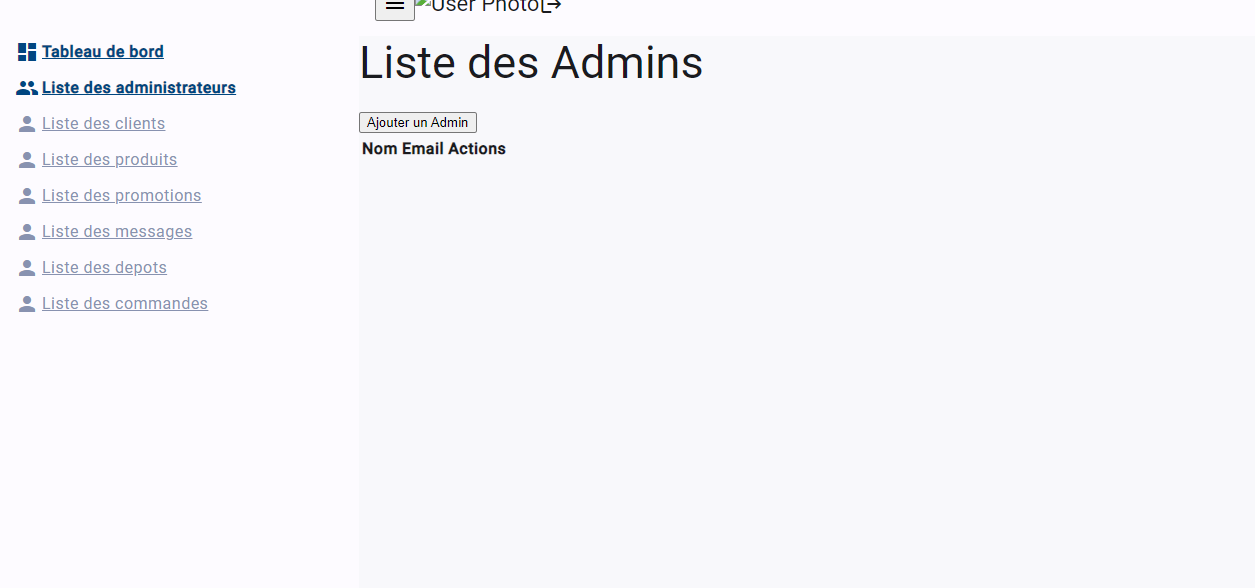 User Photo
Tableau de bord
Liste des administrateurs
Liste des clients
Liste des produits
Liste des promotions
Liste des messages
Liste des depots
Liste des commandes
Liste des Admins
Ajouter un Admin
Nom Email Actions